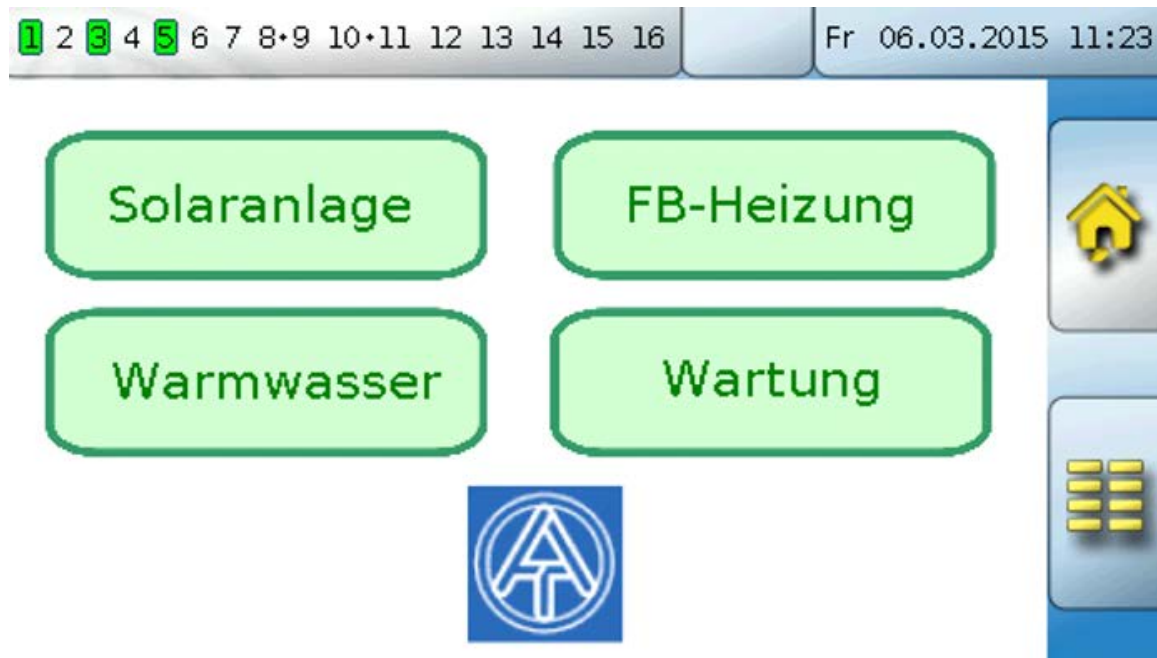 1 2 3 4 5 6 7 8•9 10•11 12 13 14 15 16 Fr 06.03.2015 11:23
Solaranlage FB-Heizung
Warmwasser Wartung
TA